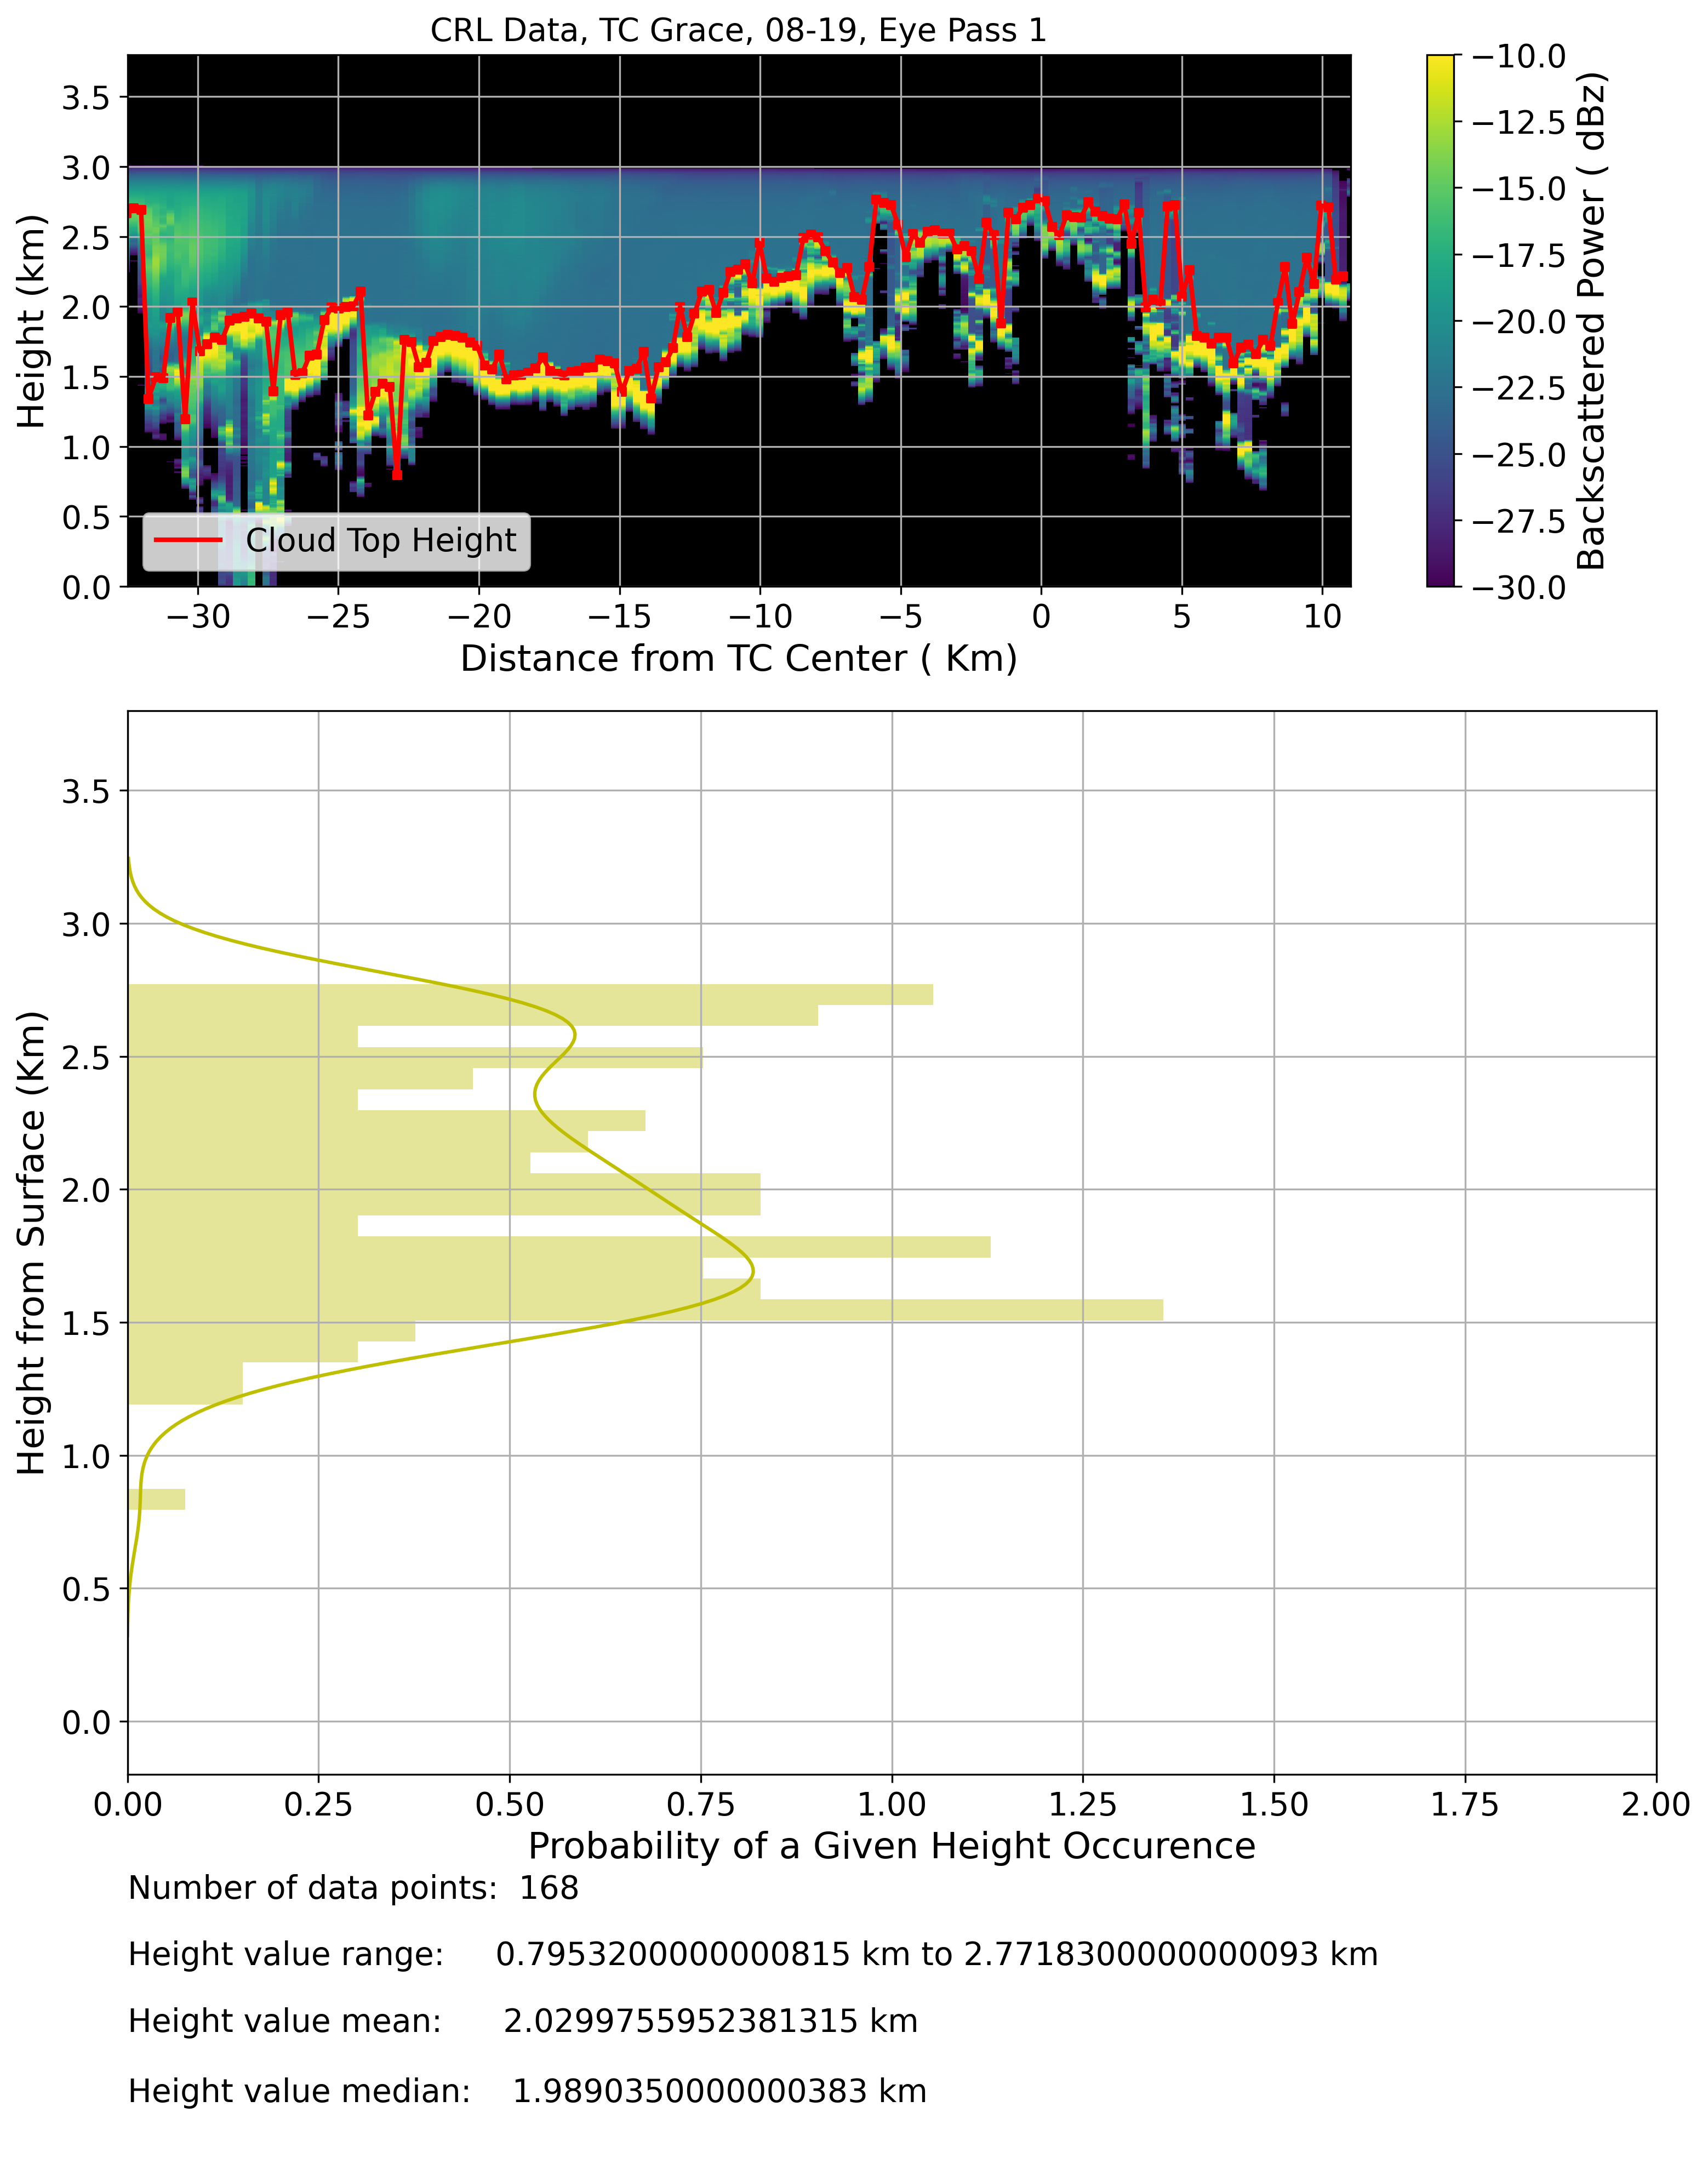 CRL Data, TC Grace, 08-19, Eye Pass 1
Height (km)
3.5
3.0
2.5
2.0
1.5
1.0
0.5
0.0
Cloud Top Height
−30 −25 −20 −15 −10 −5 0 5 10
Distance from TC Center ( Km)
−10.0
−12.5
−15.0
−17.5
−20.0
−22.5
−25.0
−27.5
−30.0
Backscattered Power ( dBz)
Height from Surface (Km)
3.5
3.0
2.5
2.0
1.5
1.0
0.5
0.0
0.00 0.25 0.50 0.75 1.00 1.25 1.50 1.75 2.00
Probability of a Given Height Occurence
Number of data points: 168
Height value range: 0.7953200000000815 km to 2.7718300000000093 km
Height value mean: 2.0299755952381315 km
Height value median: 1.9890350000000383 km